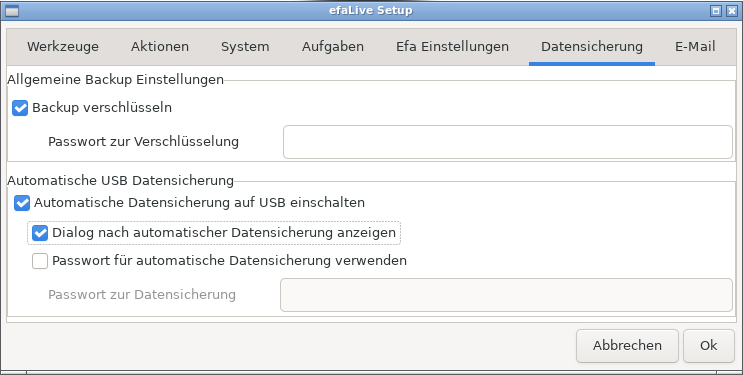 efaLive Setup
Werkzeuge Aktionen System Aufgaben Efa Einstellungen Datensicherung E-Mail
Allgemeine Backup Einstellungen
Backup verschlüsseln
Passwort zur Verschlüsselung
Automatische USB Datensicherung
Automatische Datensicherung auf USB einschalten
Dialog nach automatischer Datensicherung anzeigen
Passwort für automatische Datensicherung verwenden
Passwort zur Datensicherung
Abbrechen Ok